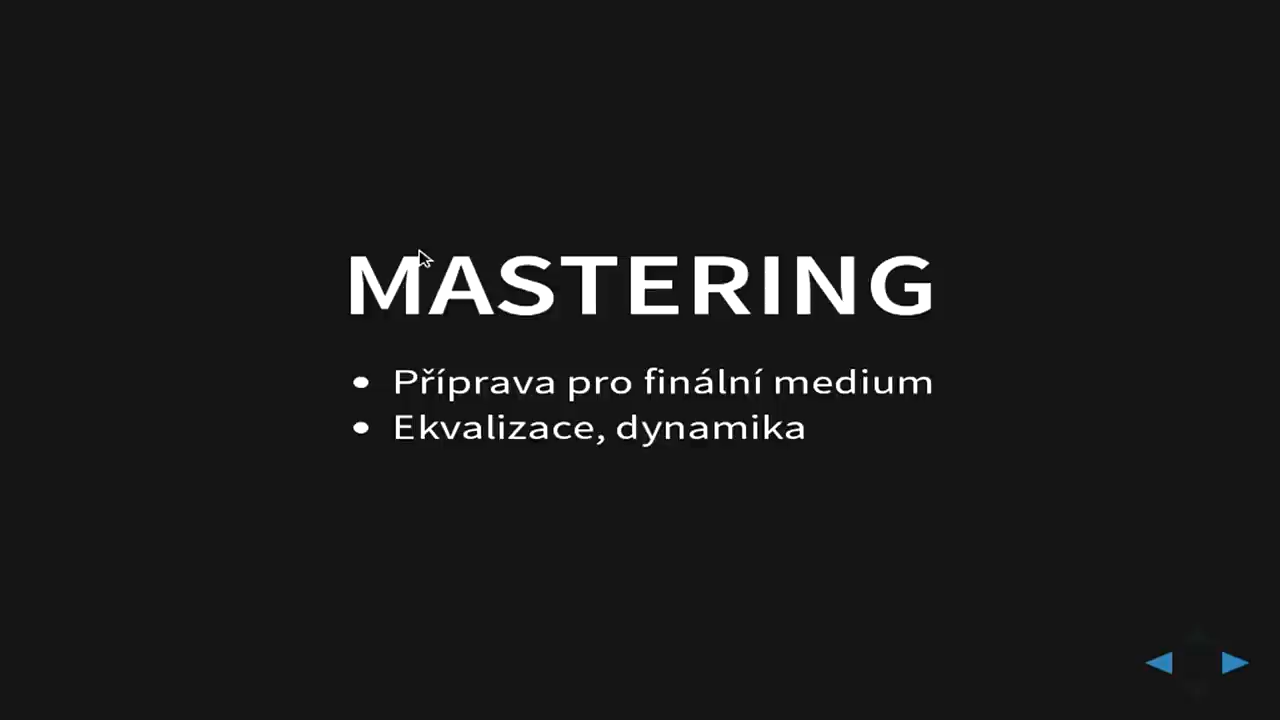 MASTERING
Příprava pro finální medium
Ekvalizace, dynamika